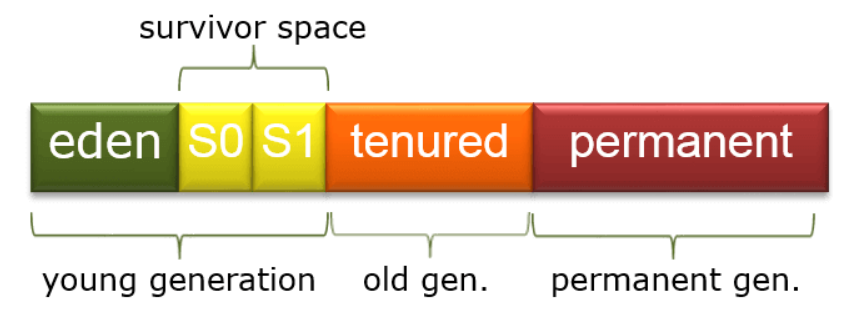 survivor space
eden S0 S1 tenured permanent
young generation old gen. permanent gen.